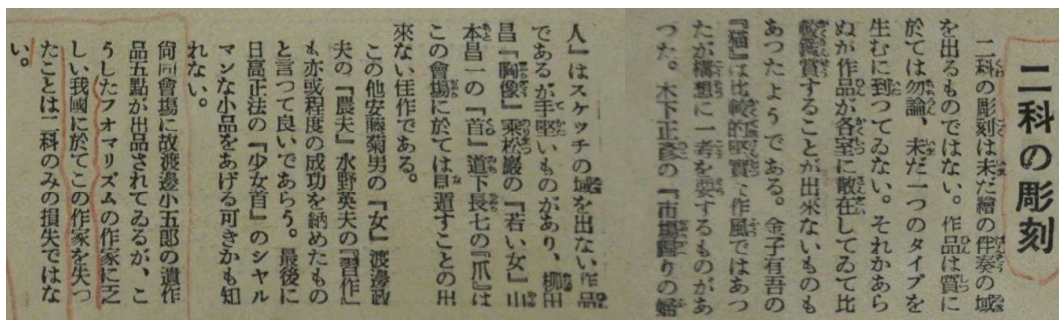 二科の彫刻
二科の彫刻は未だ繪の伴奏の域
を出るものではない。作品は質に
於ては勿論、未だ一つのタイプを
生むに到つてゐない。それかあら
ぬか作品が各室に散在してゐて比
較鑑賞することが出來ないものも
あつたようである。金子有吾の
『猫』は比較的堅實な作風ではあつ
たが構想に一考を要するものがあ
つた。木下正彥の『市場歸りの婦
人』はスケッチの域を出ない作品
であるが手堅いものがあり、柳田
昌『胸像』乘松巖の『若い女』山
本昌一の『首』道下長七の『爪』は
この會場に於ては見遁すことの出
來ない佳作である。
この他安藤菊男の『女』渡邊政
夫の『農夫』水野英夫の『習作』
も亦或程度の成功を納めたもの
と言つて良いであらう。最後に
日高正法の『少女首』のシャル
マンな小品をあげる可きかも知
れない。
尙同會場に故渡邊小五郎の遺作
品五點が出品されてゐるが、こ
うしたフオマリズムの作家に乏
しい我國に於てこの作家を失つ
たことは二科のみの損失ではな
い。